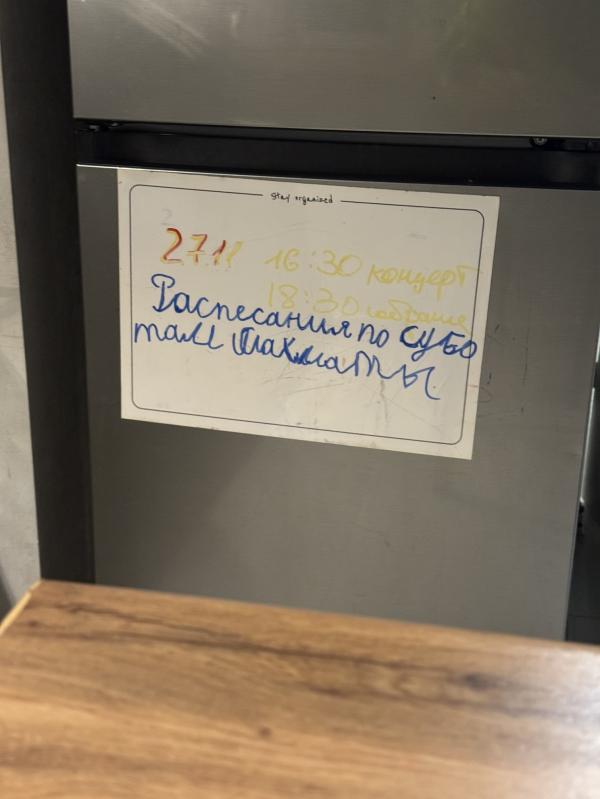 Stay organized
27.11 16:30 концерт
18:30 собрание
Распесания по субо
там Шахматы